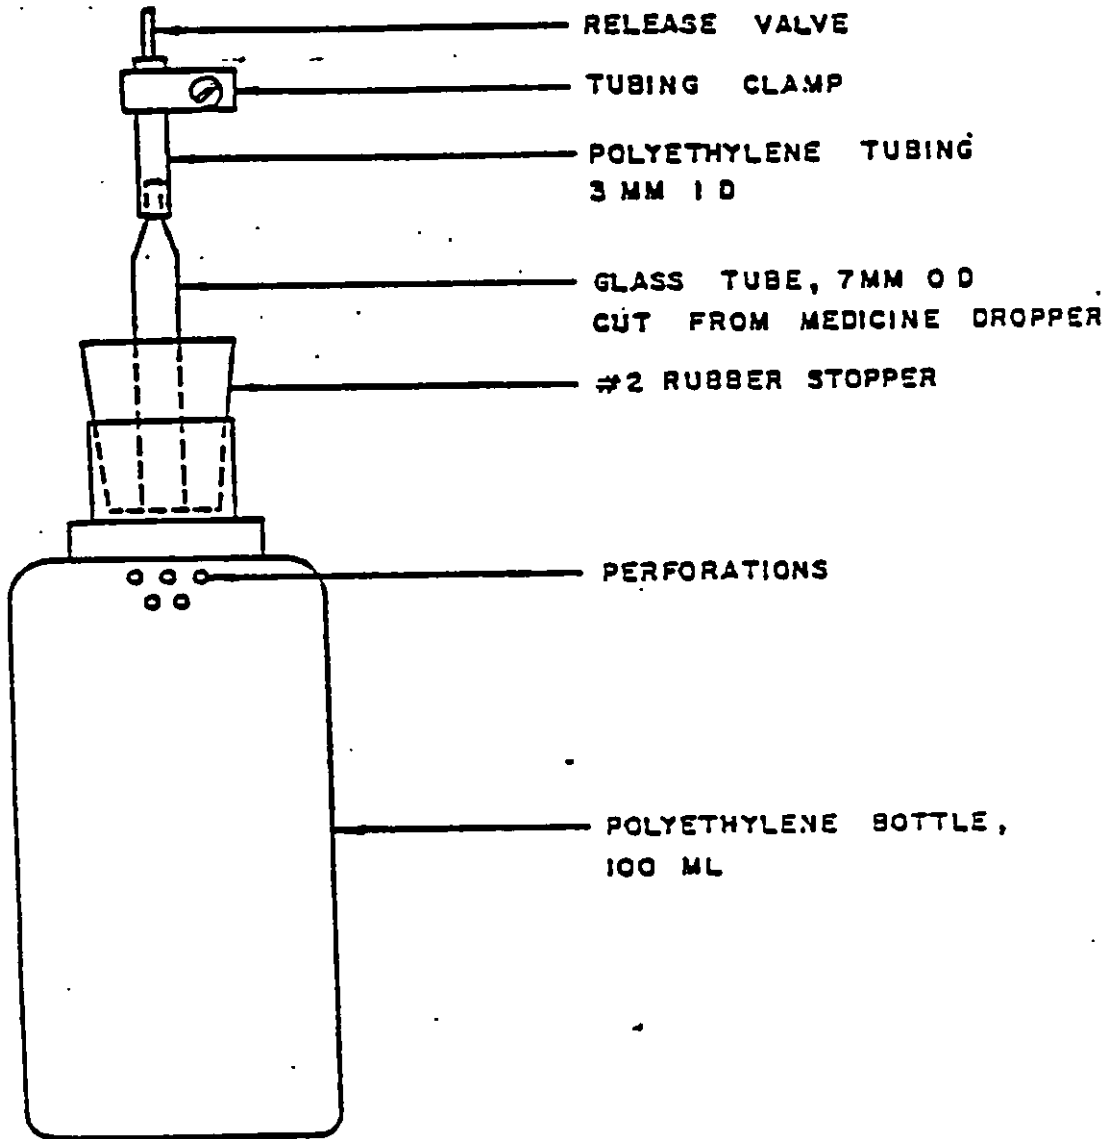 RELEASE VALVE
TUBING CLAMP
POLYETHYLENE TUBING
3 MM I D
GLASS TUBE, 7MM O D
CUT FROM MEDICINE DROPPER
#2 RUBBER STOPPER
PERFORATIONS
POLYETHYLENE BOTTLE,
100 ML